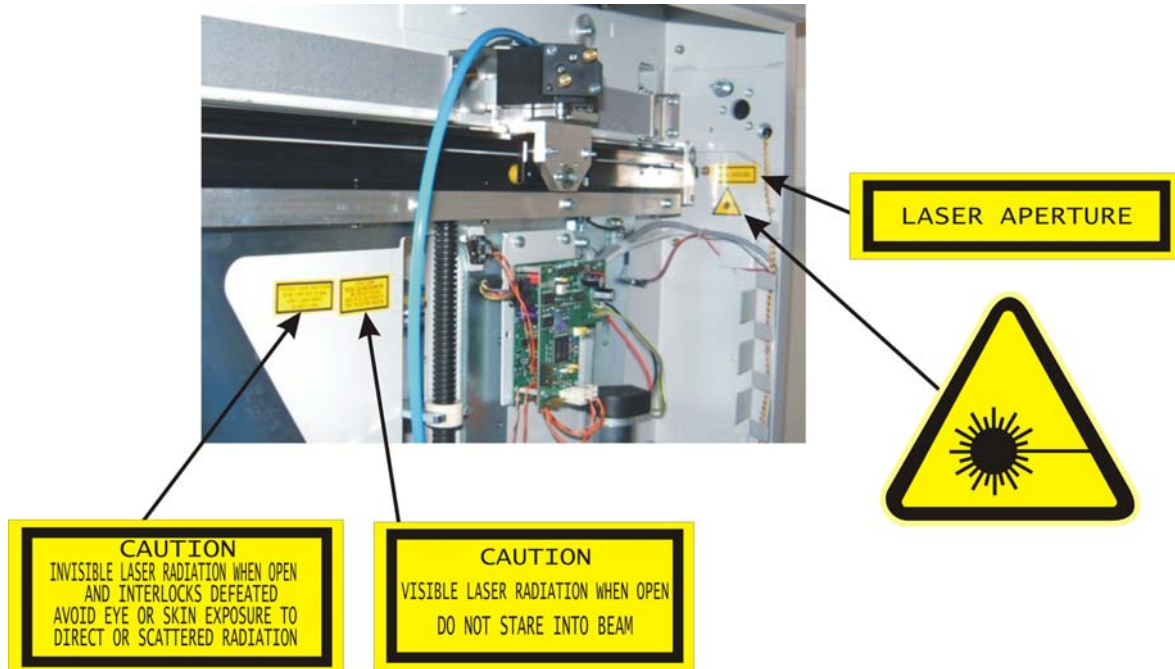 LASER APERTURE
CAUTION
INVISIBLE LASER RADIATION WHEN OPEN
AND INTERLOCKS DEFEATED
AVOID EYE OR SKIN EXPOSURE TO
DIRECT OR SCATTERED RADIATION
CAUTION
VISIBLE LASER RADIATION WHEN OPEN
DO NOT STARE INTO BEAM